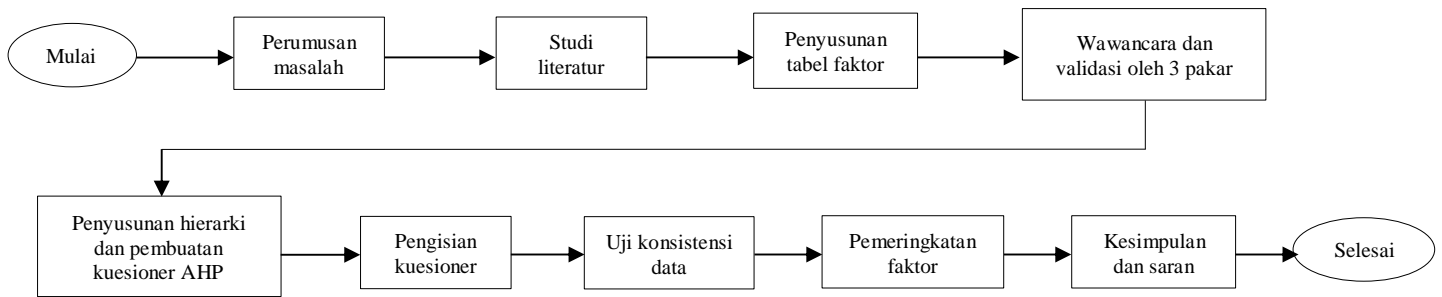 Mulai
Perumusan
masalah
Studi
literatur
Penyusunan
tabel faktor
Wawancara dan
validasi oleh 3 pakar
Penyusunan hierarki
dan pembuatan
kuesioner AHP
Pengisian
kuesioner
Uji konsistensi
data
Pemeringkatan
faktor
Kesimpulan
dan saran
Selesai